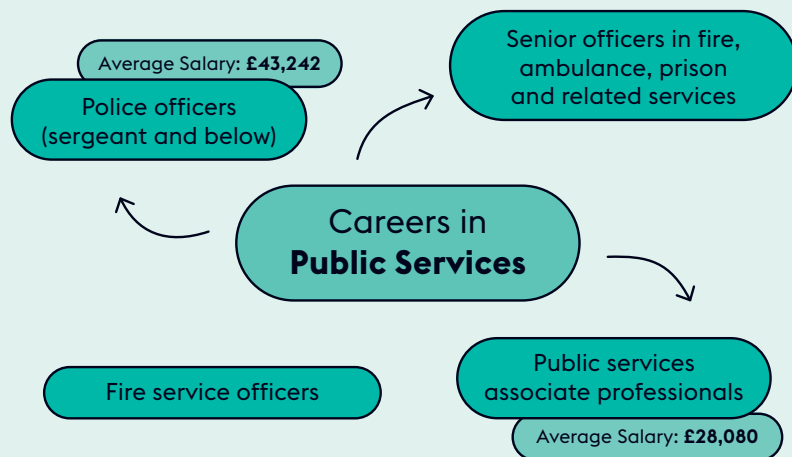 Average Salary: £43,242
Police officers
(sergeant and below)
Senior officers in fire,
ambulance, prison
and related services
Careers in
Public Services
Fire service officers
Public services
associate professionals
Average Salary: £28,080